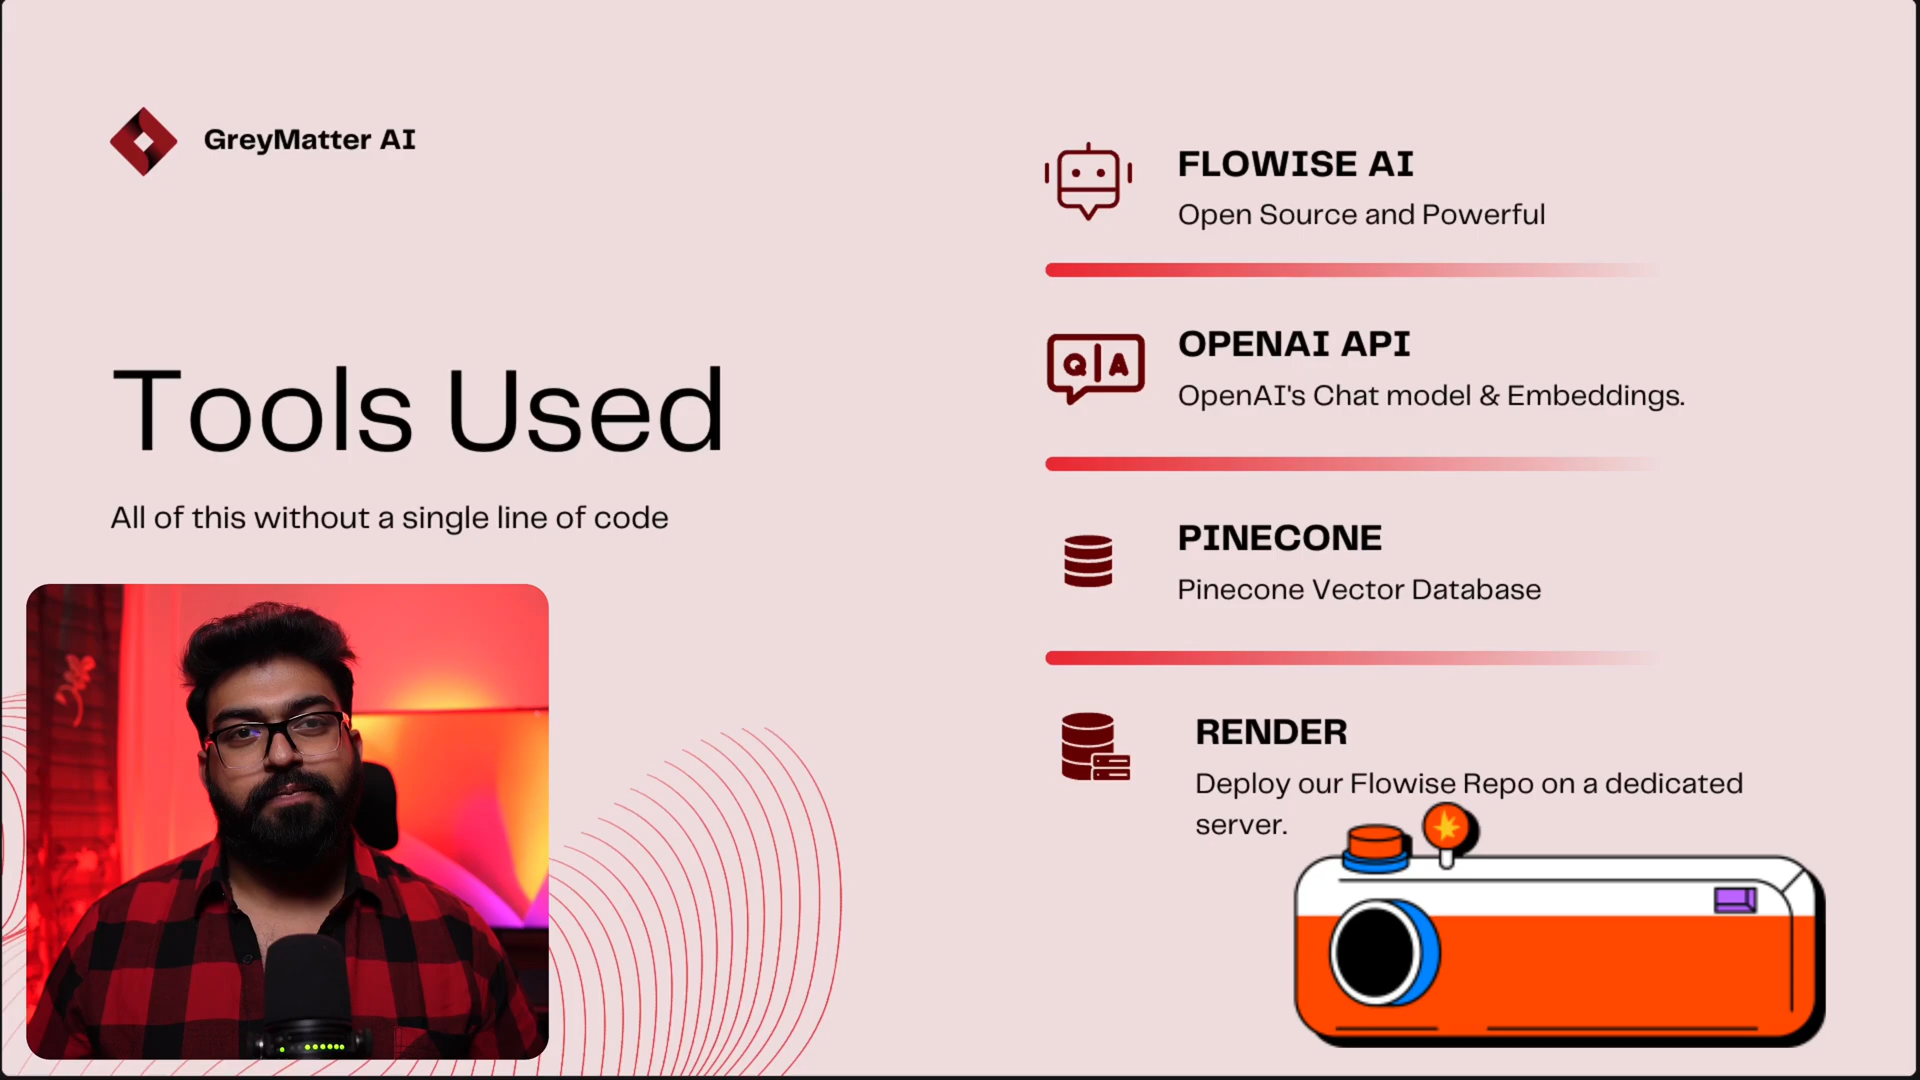 GreyMatter AI
Tools Used
All of this without a single line of code
FLOWISE AI
Open Source and Powerful
Q|A
OPENAI API
OpenAI's Chat model & Embeddings.
PINECONE
Pinecone Vector Database
RENDER
Deploy our Flowise Repo on a dedicated
server.